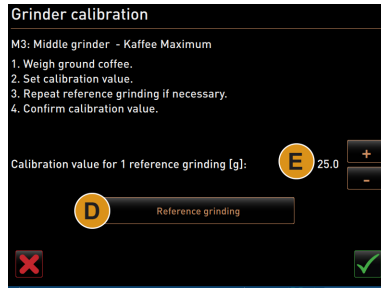 Grinder calibration
M3: Middle grinder - Kaffee Maximum
1. Weigh ground coffee.
2. Set calibration value.
3. Repeat reference grinding if necessary.
4. Confirm calibration value.
+
Calibration value for 1 reference grinding [g]: E 25.0
-
D Reference grinding